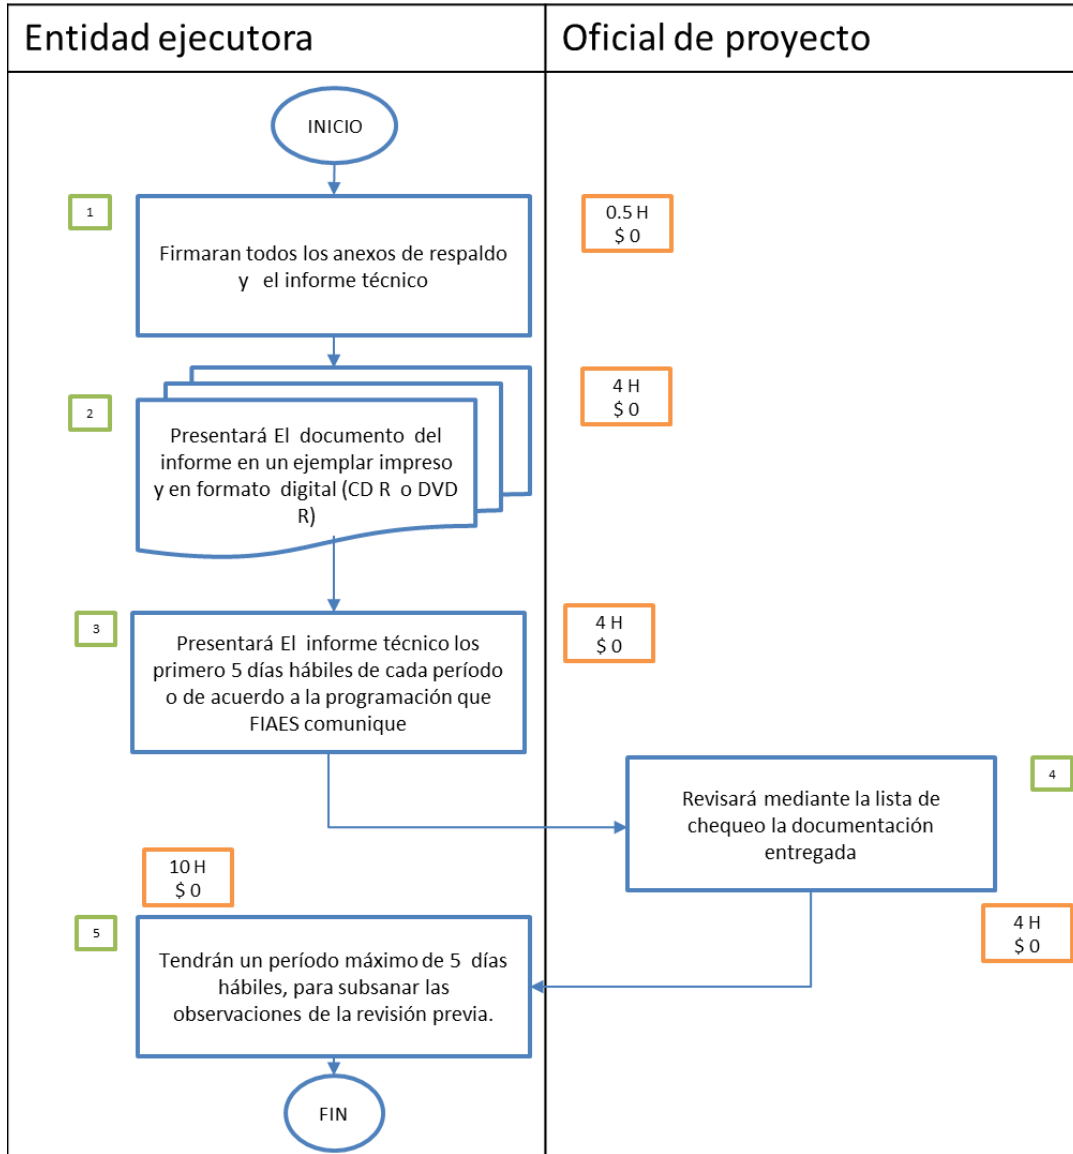 Entidad ejecutora
Oficial de proyecto
INICIO
1
Firmaran todos los anexos de respaldo
y el informe técnico
0.5 H
$ 0
2
Presentará El documento del
informe en un ejemplar impreso
y en formato digital (CD R o DVD
R)
4 H
$ 0
3
Presentará El informe técnico los
primero 5 días hábiles de cada período
o de acuerdo a la programación que
FIAES comunique
4 H
$ 0
4
Revisará mediante la lista de
chequeo la documentación
entregada
4 H
$ 0
10 H
$ 0
5
Tendrán un período máximo de 5 días
hábiles, para subsanar las
observaciones de la revisión previa.
FIN